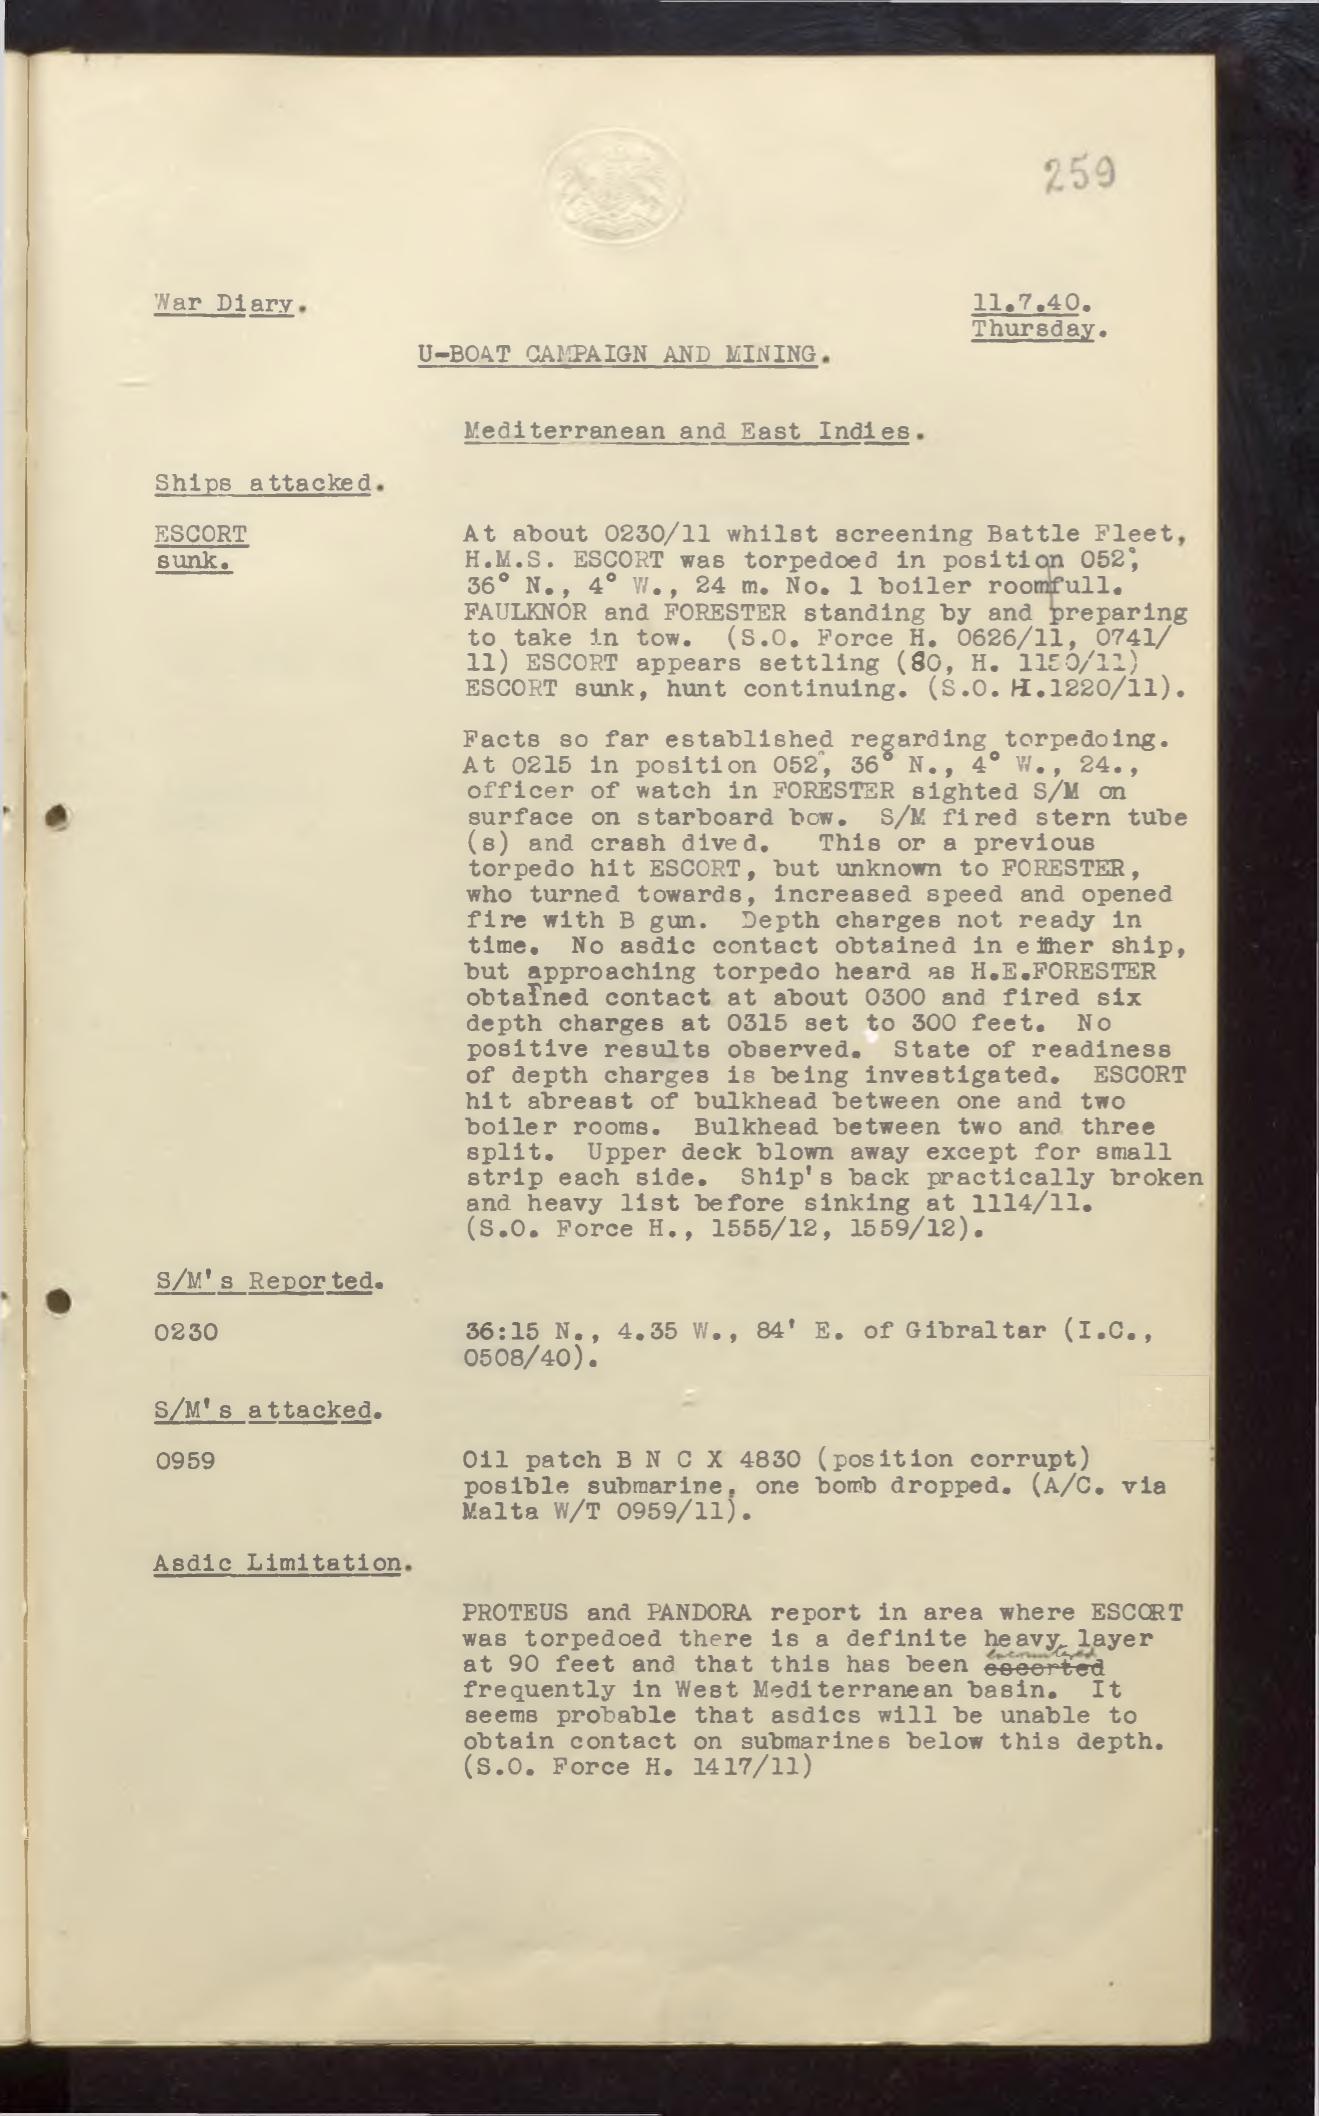 259
War Diary.
11.7.40.
Thursday.
U-BOAT CAMPAIGN AND MINING.
Mediterranean and East Indies.
Ships attacked.
ESCORT
sunk.
At about 0230/11 whilst screening Battle Fleet,
H.M.S. ESCORT was torpedoed in position 052°,
36° N., 4° W., 24 m. No. 1 boiler room full.
FAULKNOR and FORESTER standing by and preparing
to take in tow. (S.O. Force H. 0626/11, 0741/
11) ESCORT appears settling (SO, H. 1150/11)
ESCORT sunk, hunt continuing. (S.O. H.1220/11).
Facts so far established regarding torpedoing.
At 0215 in position 052°, 36° N., 4° W., 24.,
officer of watch in FORESTER sighted S/M on
surface on starboard bow. S/M fired stern tube
(s) and crash dived. This or a previous
torpedo hit ESCORT, but unknown to FORESTER,
who turned towards, increased speed and opened
fire with B gun. Depth charges not ready in
time. No asdic contact obtained in either ship,
but approaching torpedo heard as H.E.FORESTER
obtained contact at about 0300 and fired six
depth charges at 0315 set to 300 feet. No
positive results observed. State of readiness
of depth charges is being investigated. ESCORT
hit abreast of bulkhead between one and two
boiler rooms. Bulkhead between two and three
split. Upper deck blown away except for small
strip each side. Ship's back practically broken
and heavy list before sinking at 1114/11.
(S.O. Force H., 1555/12, 1559/12).
S/M's Reported.
0230
36:15 N., 4.35 W., 84' E. of Gibraltar (I.C.,
0508/40).
S/M's attacked.
0959
Oil patch B N C X 4830 (position corrupt)
posible submarine, one bomb dropped. (A/C. via
Malta W/T 0959/11).
Asdic Limitation.
PROTEUS and PANDORA report in area where ESCORT
was torpedoed there is a definite heavy layer
encountered
at 90 feet and that this has been escorted
frequently in West Mediterranean basin. It
seems probable that asdics will be unable to
obtain contact on submarines below this depth.
(S.O. Force H. 1417/11)